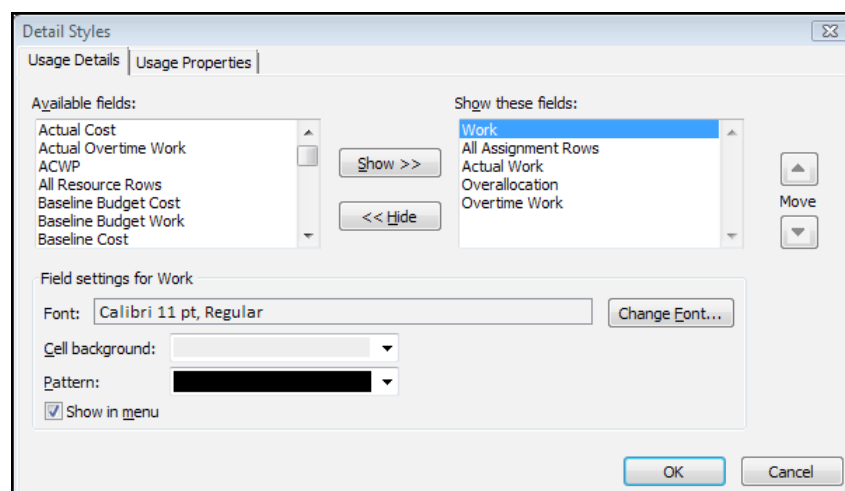 Detail Styles
Usage Details
Usage Properties
Available fields:
Actual Cost
Actual Overtime Work
ACWP
All Resource Rows
Baseline Budget Cost
Baseline Budget Work
Baseline Cost
Show >>
<< Hide
Show these fields:
Work
All Assignment Rows
Actual Work
Overallocation
Overtime Work
Move
Field settings for Work
Font: Calibri 11 pt, Regular
Change Font...
Cell background:
Pattern:
Show in menu
OK
Cancel